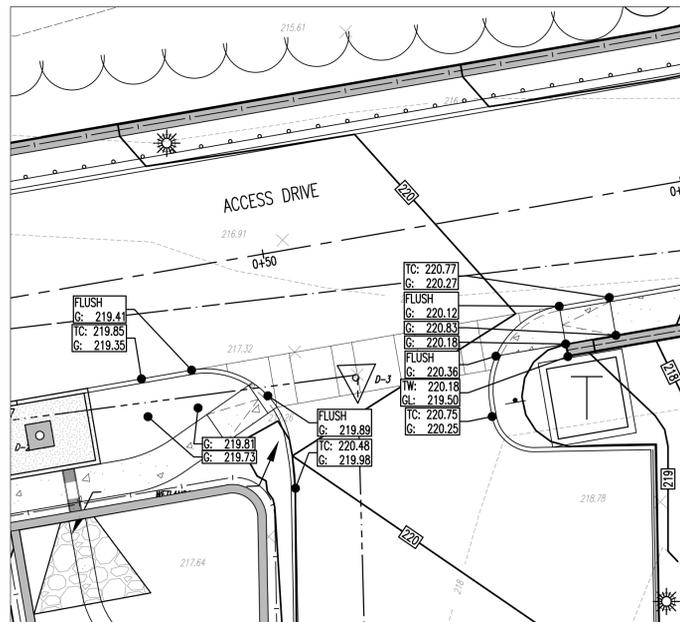 215.61
216
220
ACCESS DRIVE
216.91
0+50
TC: 220.77
G: 220.27
FLUSH
G: 220.12
G: 220.83
G: 220.18
FLUSH
G: 220.36
TW: 220.18
GL: 219.50
TC: 220.75
G: 220.25
FLUSH
G: 219.41
TC: 219.85
G: 219.35
217.32
D-3
218
FLUSH
G: 219.89
TC: 220.48
G: 219.98
G: 219.81
G: 219.73
T
219
218.78
220
217.64
218